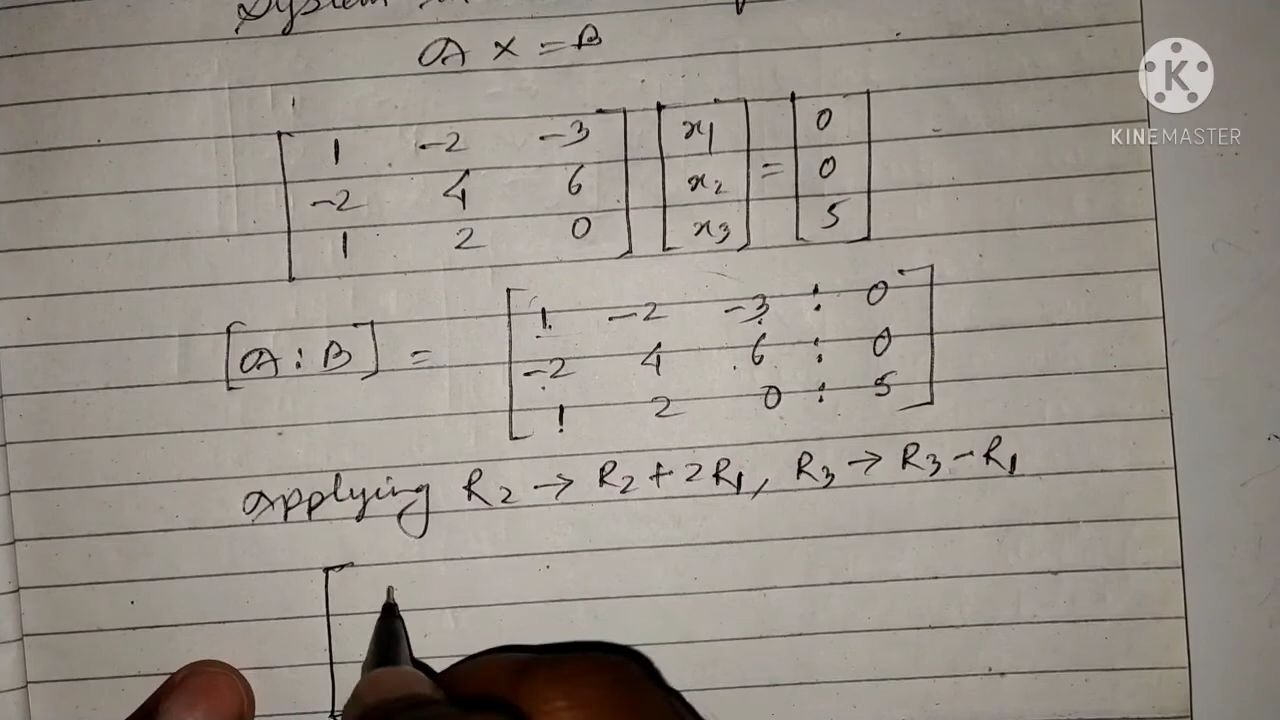 System
A X = B
1 -2 -3 x1 0
-2 4 6 x2 = 0
1 2 0 x3 5
[A : B] =
1 -2 -3 : 0
-2 4 6 : 0
1 2 0 : 5
Applying R2 → R2 + 2R1, R3 → R3 - R1
K
KINEMASTER